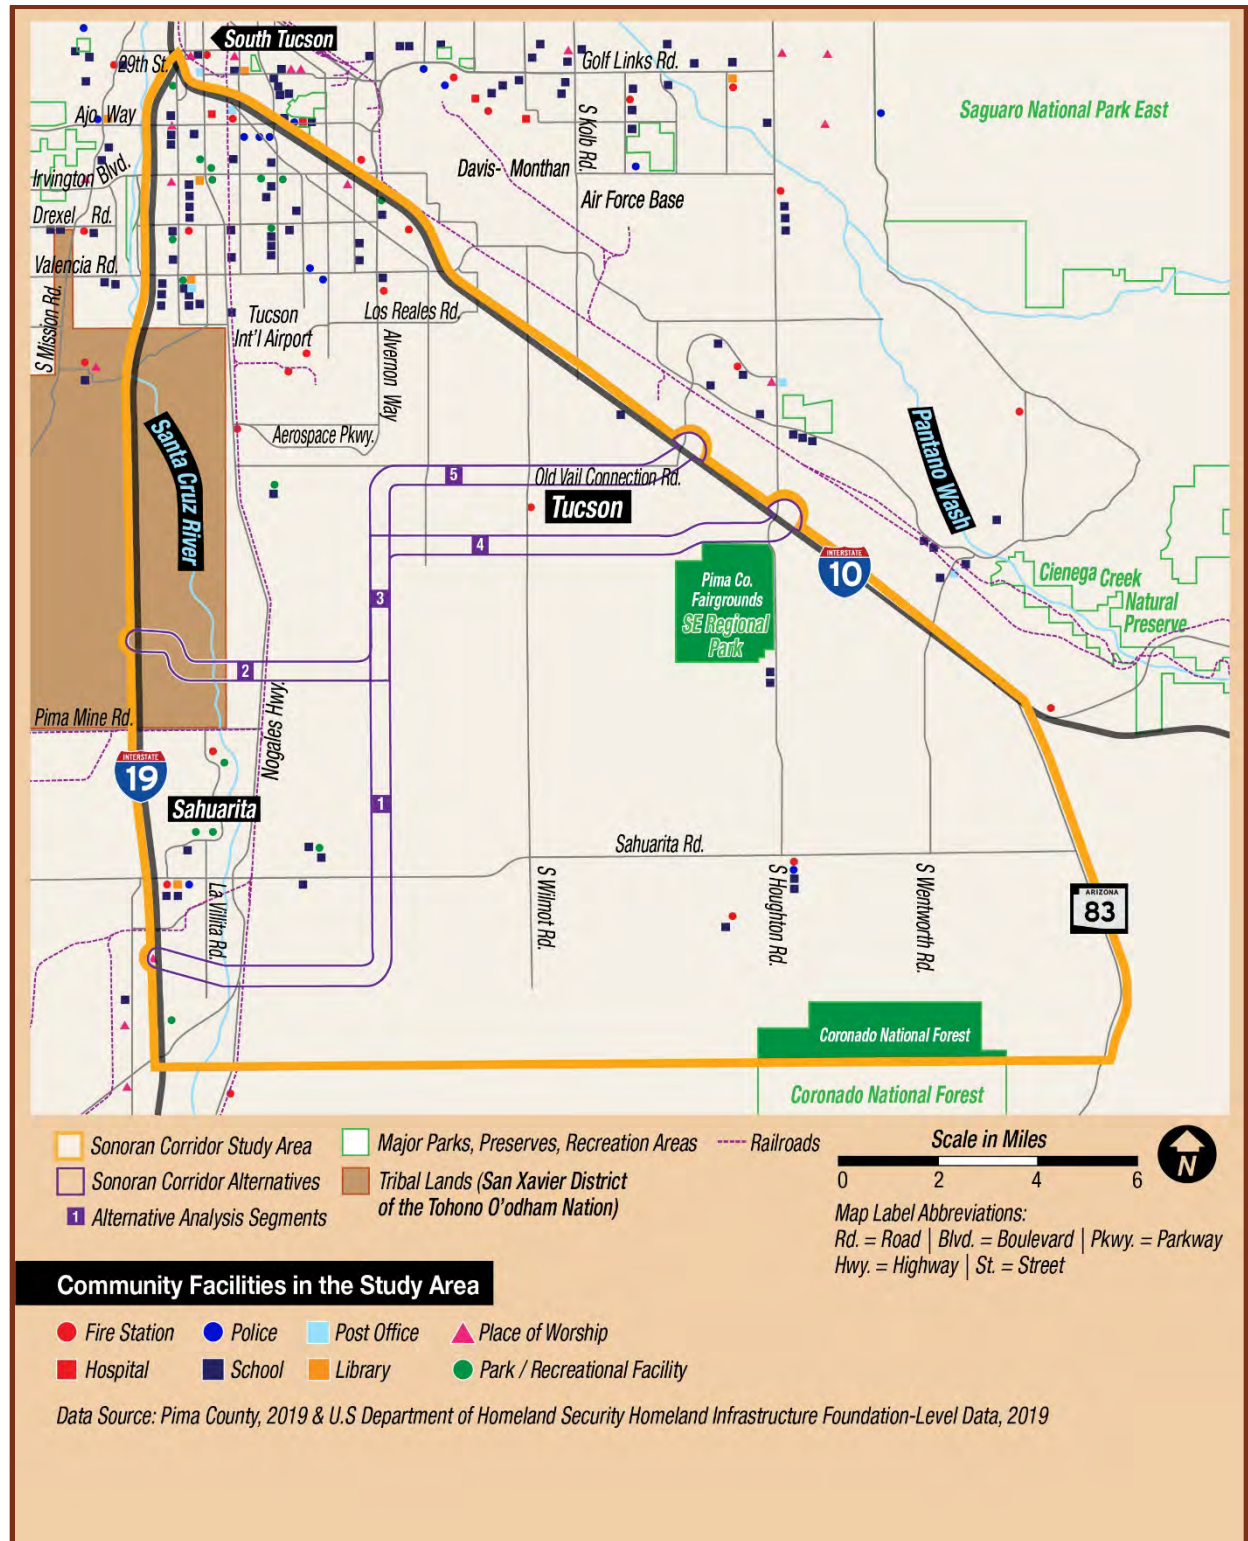 South Tucson
29th St.
Golf Links Rd.
Ajo Way
S Kolb Rd.
Saguaro National Park East
Irvington Blvd.
Davis- Monthan
Air Force Base
Drexel Rd.
Valencia Rd.
S Mission Rd.
Tucson
Int'l Airport
Los Reales Rd.
Alvernon Way
Santa Cruz River
Aerospace Pkwy.
Pantano Wash
5
Old Vail Connection Rd.
Tucson
4
INTERSTATE
10
3
Pima Co.
Fairgrounds
SE Regional
Park
Cienega Creek
Natural
Preserve
2
Nogales Hwy.
Pima Mine Rd.
INTERSTATE
19
Sahuarita
1
Sahuarita Rd.
La Villita Rd.
S Wilmot Rd.
S Houghton Rd.
S Wentworth Rd.
ARIZONA
83
Coronado National Forest
Coronado National Forest
Sonoran Corridor Study Area
Major Parks, Preserves, Recreation Areas
Railroads
Scale in Miles
N
Sonoran Corridor Alternatives
Tribal Lands (San Xavier District
of the Tohono O'odham Nation)
0 2 4 6
1 Alternative Analysis Segments
Map Label Abbreviations:
Rd. = Road | Blvd. = Boulevard | Pkwy. = Parkway
Hwy. = Highway | St. = Street
Community Facilities in the Study Area
Fire Station
Police
Post Office
Place of Worship
Hospital
School
Library
Park / Recreational Facility
Data Source: Pima County, 2019 & U.S Department of Homeland Security Homeland Infrastructure Foundation-Level Data, 2019